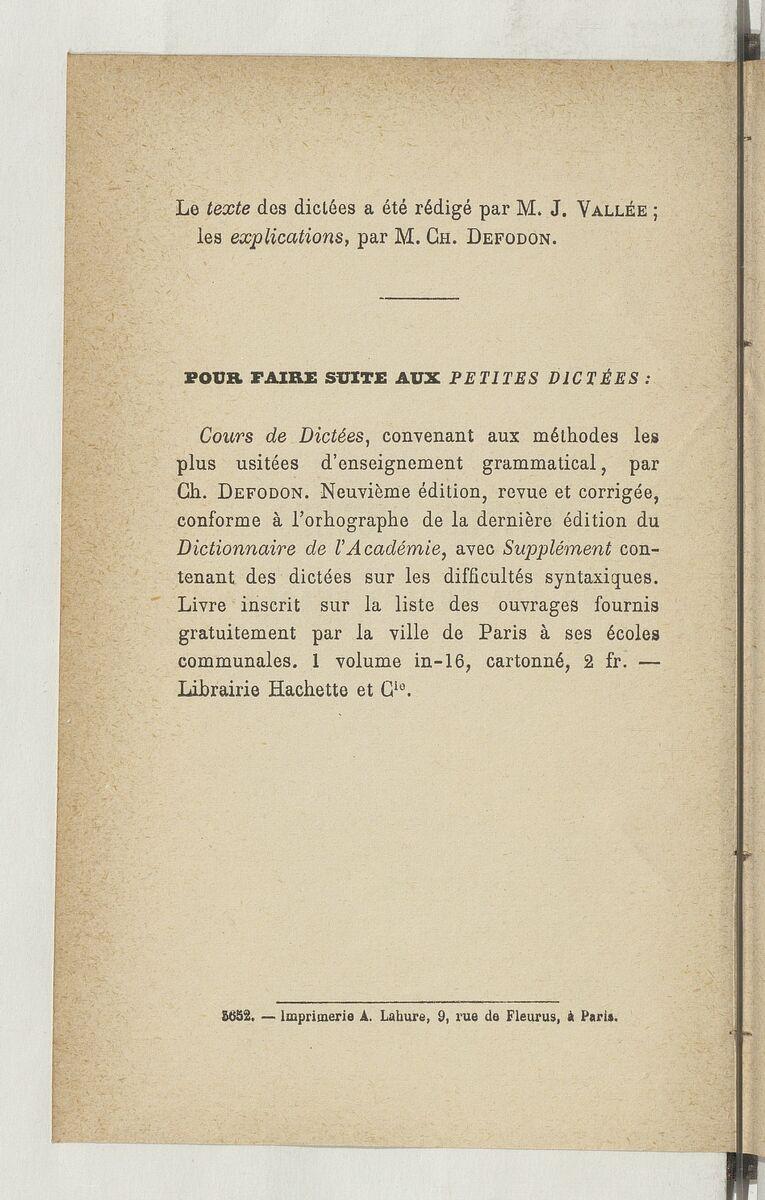 Le texte des dictées a été rédigé par M. J. VALLÉE ;
les explications, par M. CH. DEFODON.
POUR FAIRE SUITE AUX PETITES DICTÉES :
Cours de Dictées, convenant aux méthodes les
plus usitées d'enseignement grammatical, par
Ch. DEFODON. Neuvième édition, revue et corrigée,
conforme à l'orhographe de la dernière édition du
Dictionnaire de l'Académie, avec Supplément con-
tenant des dictées sur les difficultés syntaxiques.
Livre inscrit sur la liste des ouvrages fournis
gratuitement par la ville de Paris à ses écoles
communales. 1 volume in-16, cartonné, 2 fr. —
Librairie Hachette et Cie.
3652. — Imprimerie A. Lahure, 9, rue de Fleurus, à Paris.